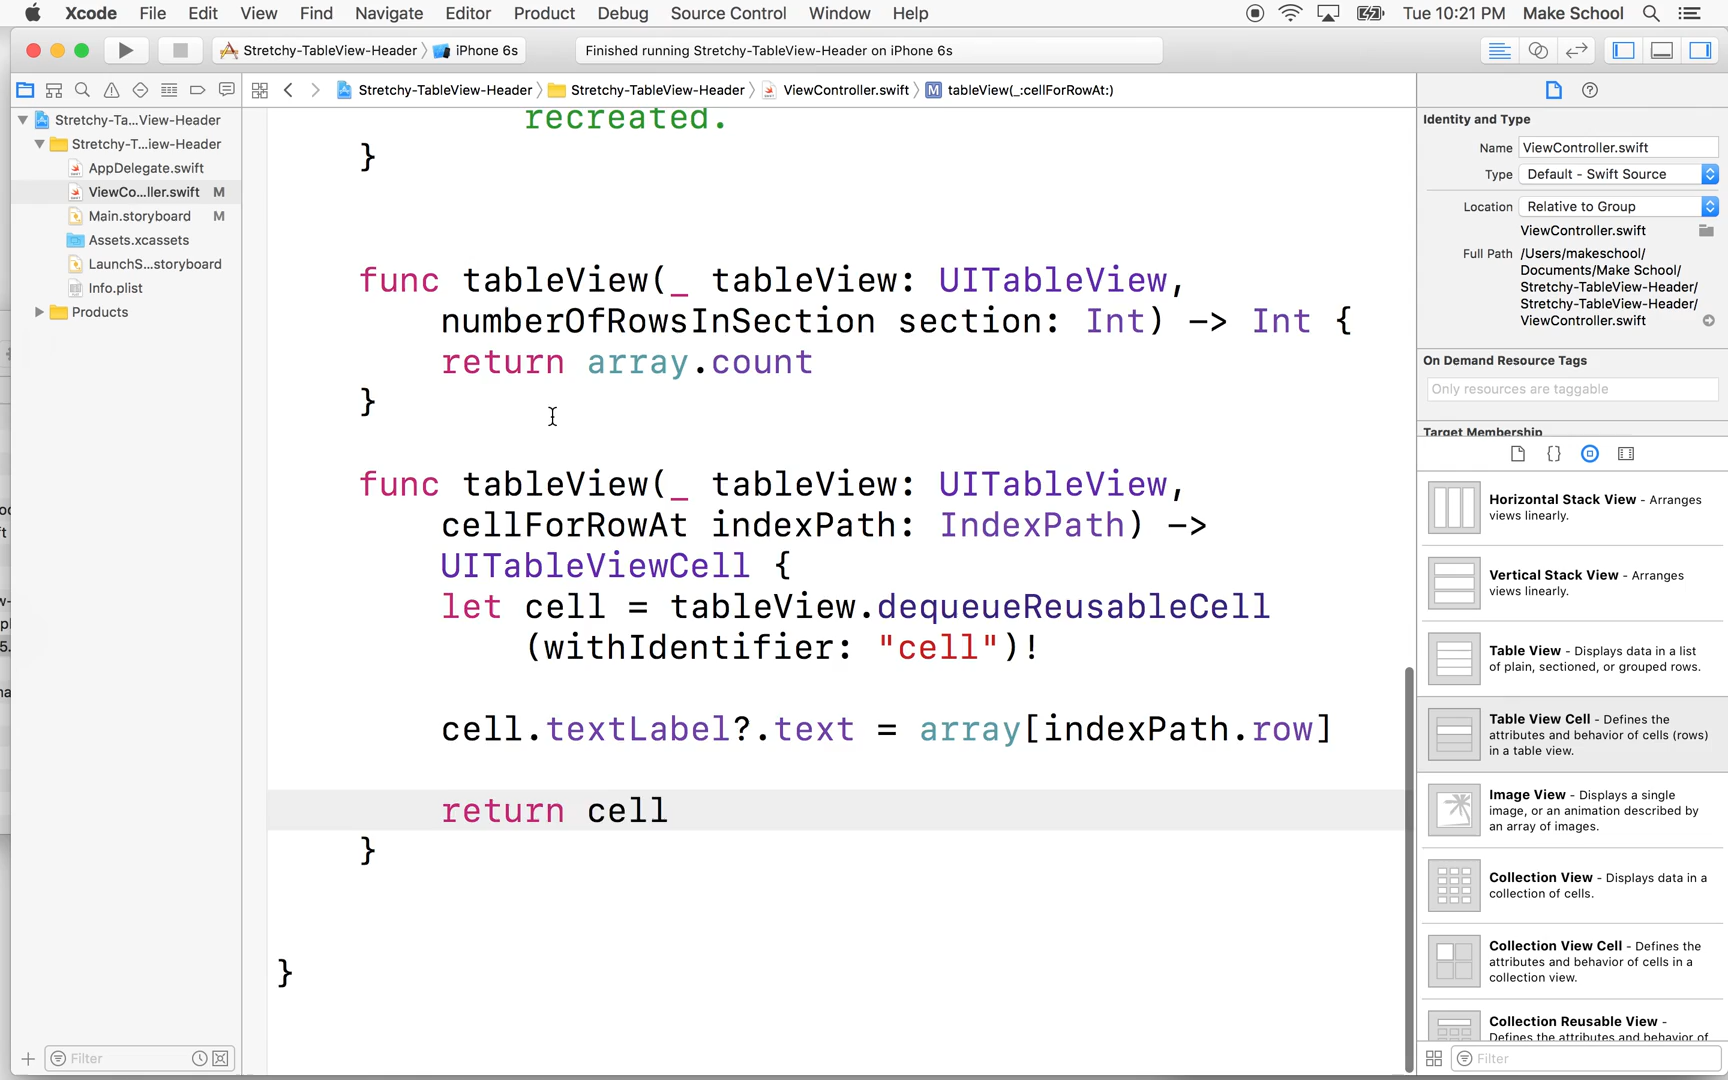 Xcode File Edit View Find Navigate Editor Product Debug Source Control Window Help Tue 10:21 PM Make School
Stretchy-TableView-Header iPhone 6s Finished running Stretchy-TableView-Header on iPhone 6s
Stretchy-TableView-Header Stretchy-TableView-Header ViewController.swift M tableView(_:cellForRowAt:)
Stretchy-Ta...View-Header
Stretchy-T...iew-Header
AppDelegate.swift
ViewCo...ller.swift M
Main.storyboard M
Assets.xcassets
LaunchS...storyboard
Info.plist
Products
Filter
recreated.
}
func tableView(_ tableView: UITableView,
numberOfRowsInSection section: Int) -> Int {
return array.count
}
func tableView(_ tableView: UITableView,
cellForRowAt indexPath: IndexPath) ->
UITableViewCell {
let cell = tableView.dequeueReusableCell
(withIdentifier: "cell")!
cell.textLabel?.text = array[indexPath.row]
return cell
}
}
Identity and Type
Name ViewController.swift
Type Default - Swift Source
Location Relative to Group
ViewController.swift
Full Path /Users/makeschool/
Documents/Make School/
Stretchy-TableView-Header/
Stretchy-TableView-Header/
ViewController.swift
On Demand Resource Tags
Only resources are taggable
Target Membership
Horizontal Stack View - Arranges
views linearly.
Vertical Stack View - Arranges
views linearly.
Table View - Displays data in a list
of plain, sectioned, or grouped rows.
Table View Cell - Defines the
attributes and behavior of cells (rows)
in a table view.
Image View - Displays a single
image, or an animation described by
an array of images.
Collection View - Displays data in a
collection of cells.
Collection View Cell - Defines the
attributes and behavior of cells in a
collection view.
Collection Reusable View -
Defines the attributes and behavior of
Filter